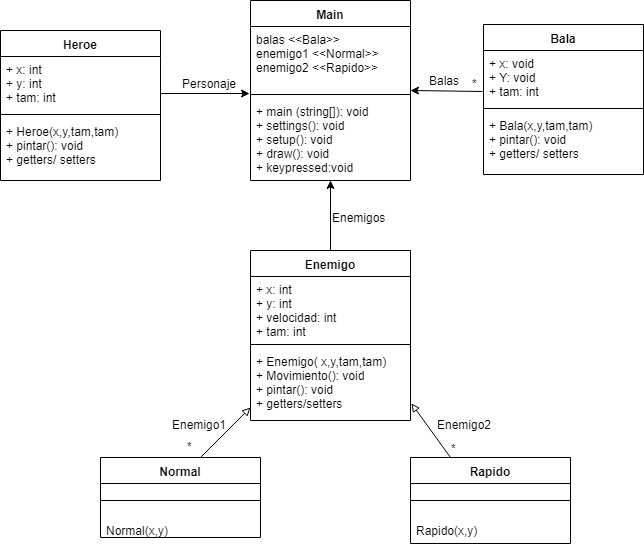 Main
balas <<Bala>>
enemigo1 <<Normal>>
enemigo2 <<Rapido>>
+ main (string[]): void
+ settings(): void
+ setup(): void
+ draw(): void
+ keypressed:void
Heroe
+ x: int
+ y: int
+ tam: int
+ Heroe(x,y,tam,tam)
+ pintar(): void
+ getters/ setters
Personaje
Bala
+ x: void
+ Y: void
+ tam: int
+ Bala(x,y,tam,tam)
+ pintar(): void
+ getters/ setters
Balas
*
Enemigos
Enemigo
+ x: int
+ y: int
+ velocidad: int
+ tam: int
+ Enemigo( x,y,tam,tam)
+ Movimiento(): void
+ pintar(): void
+ getters/setters
Enemigo1
*
Enemigo2
*
Normal
Normal(x,y)
Rapido
Rapido(x,y)